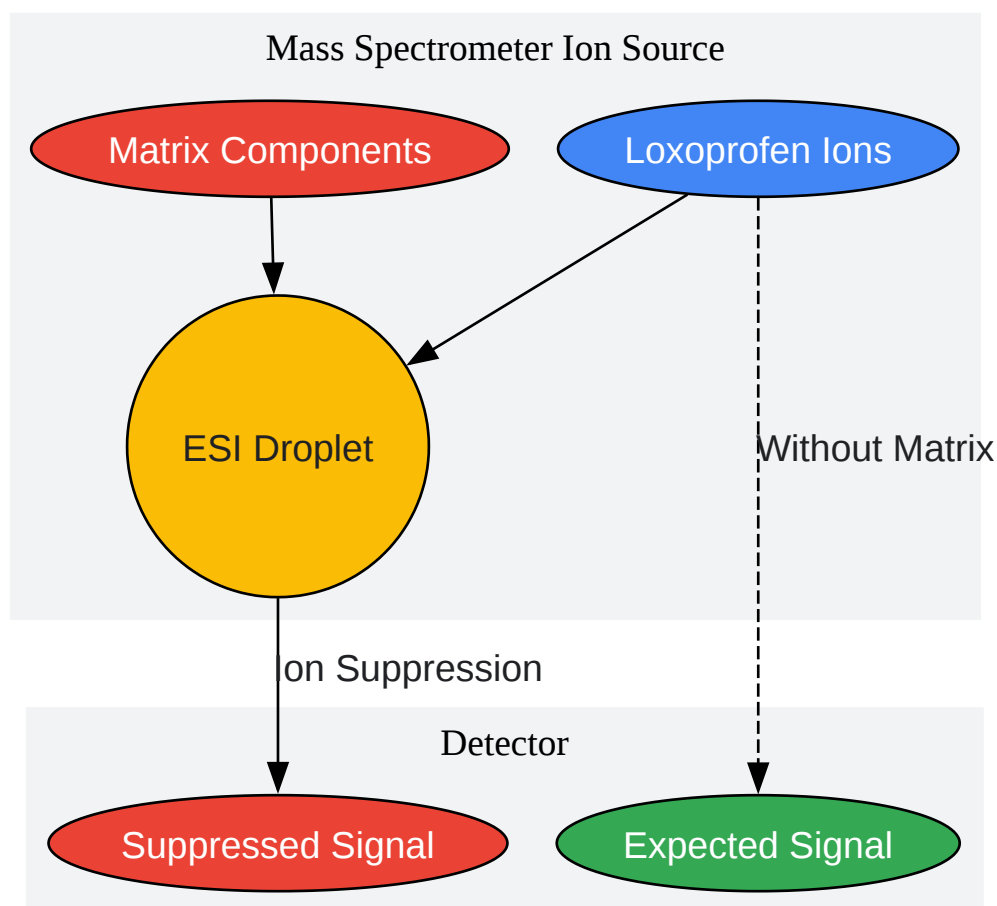 Mass Spectrometer Ion Source
Matrix Components
Loxoprofen Ions
ESI Droplet
Without Matrix
Ion Suppression
Detector
Suppressed Signal
Expected Signal